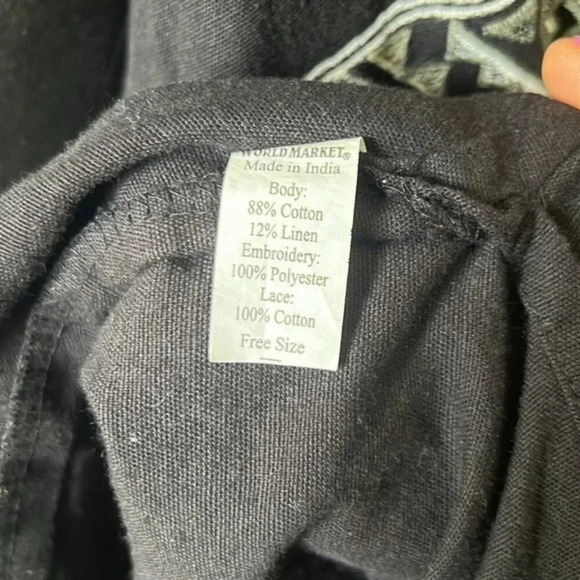 WORLD MARKET®
Made in India
Body:
88% Cotton
12% Linen
Embroidery:
100% Polyester
Lace:
100% Cotton
Free Size